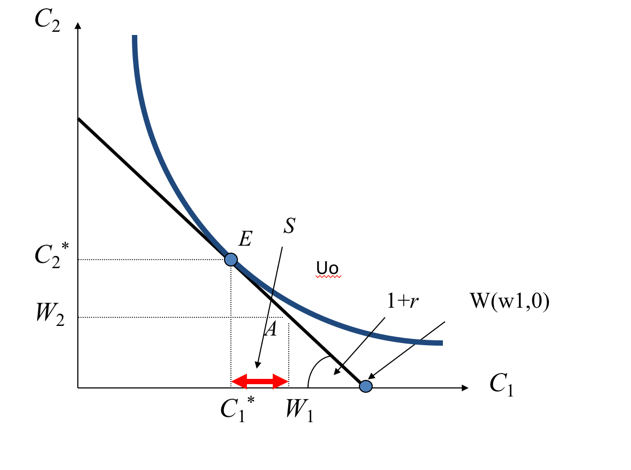 C₂
S
E
C₂*
Uo
1+r
W(w1,0)
W₂
A
C₁
C₁*
W₁